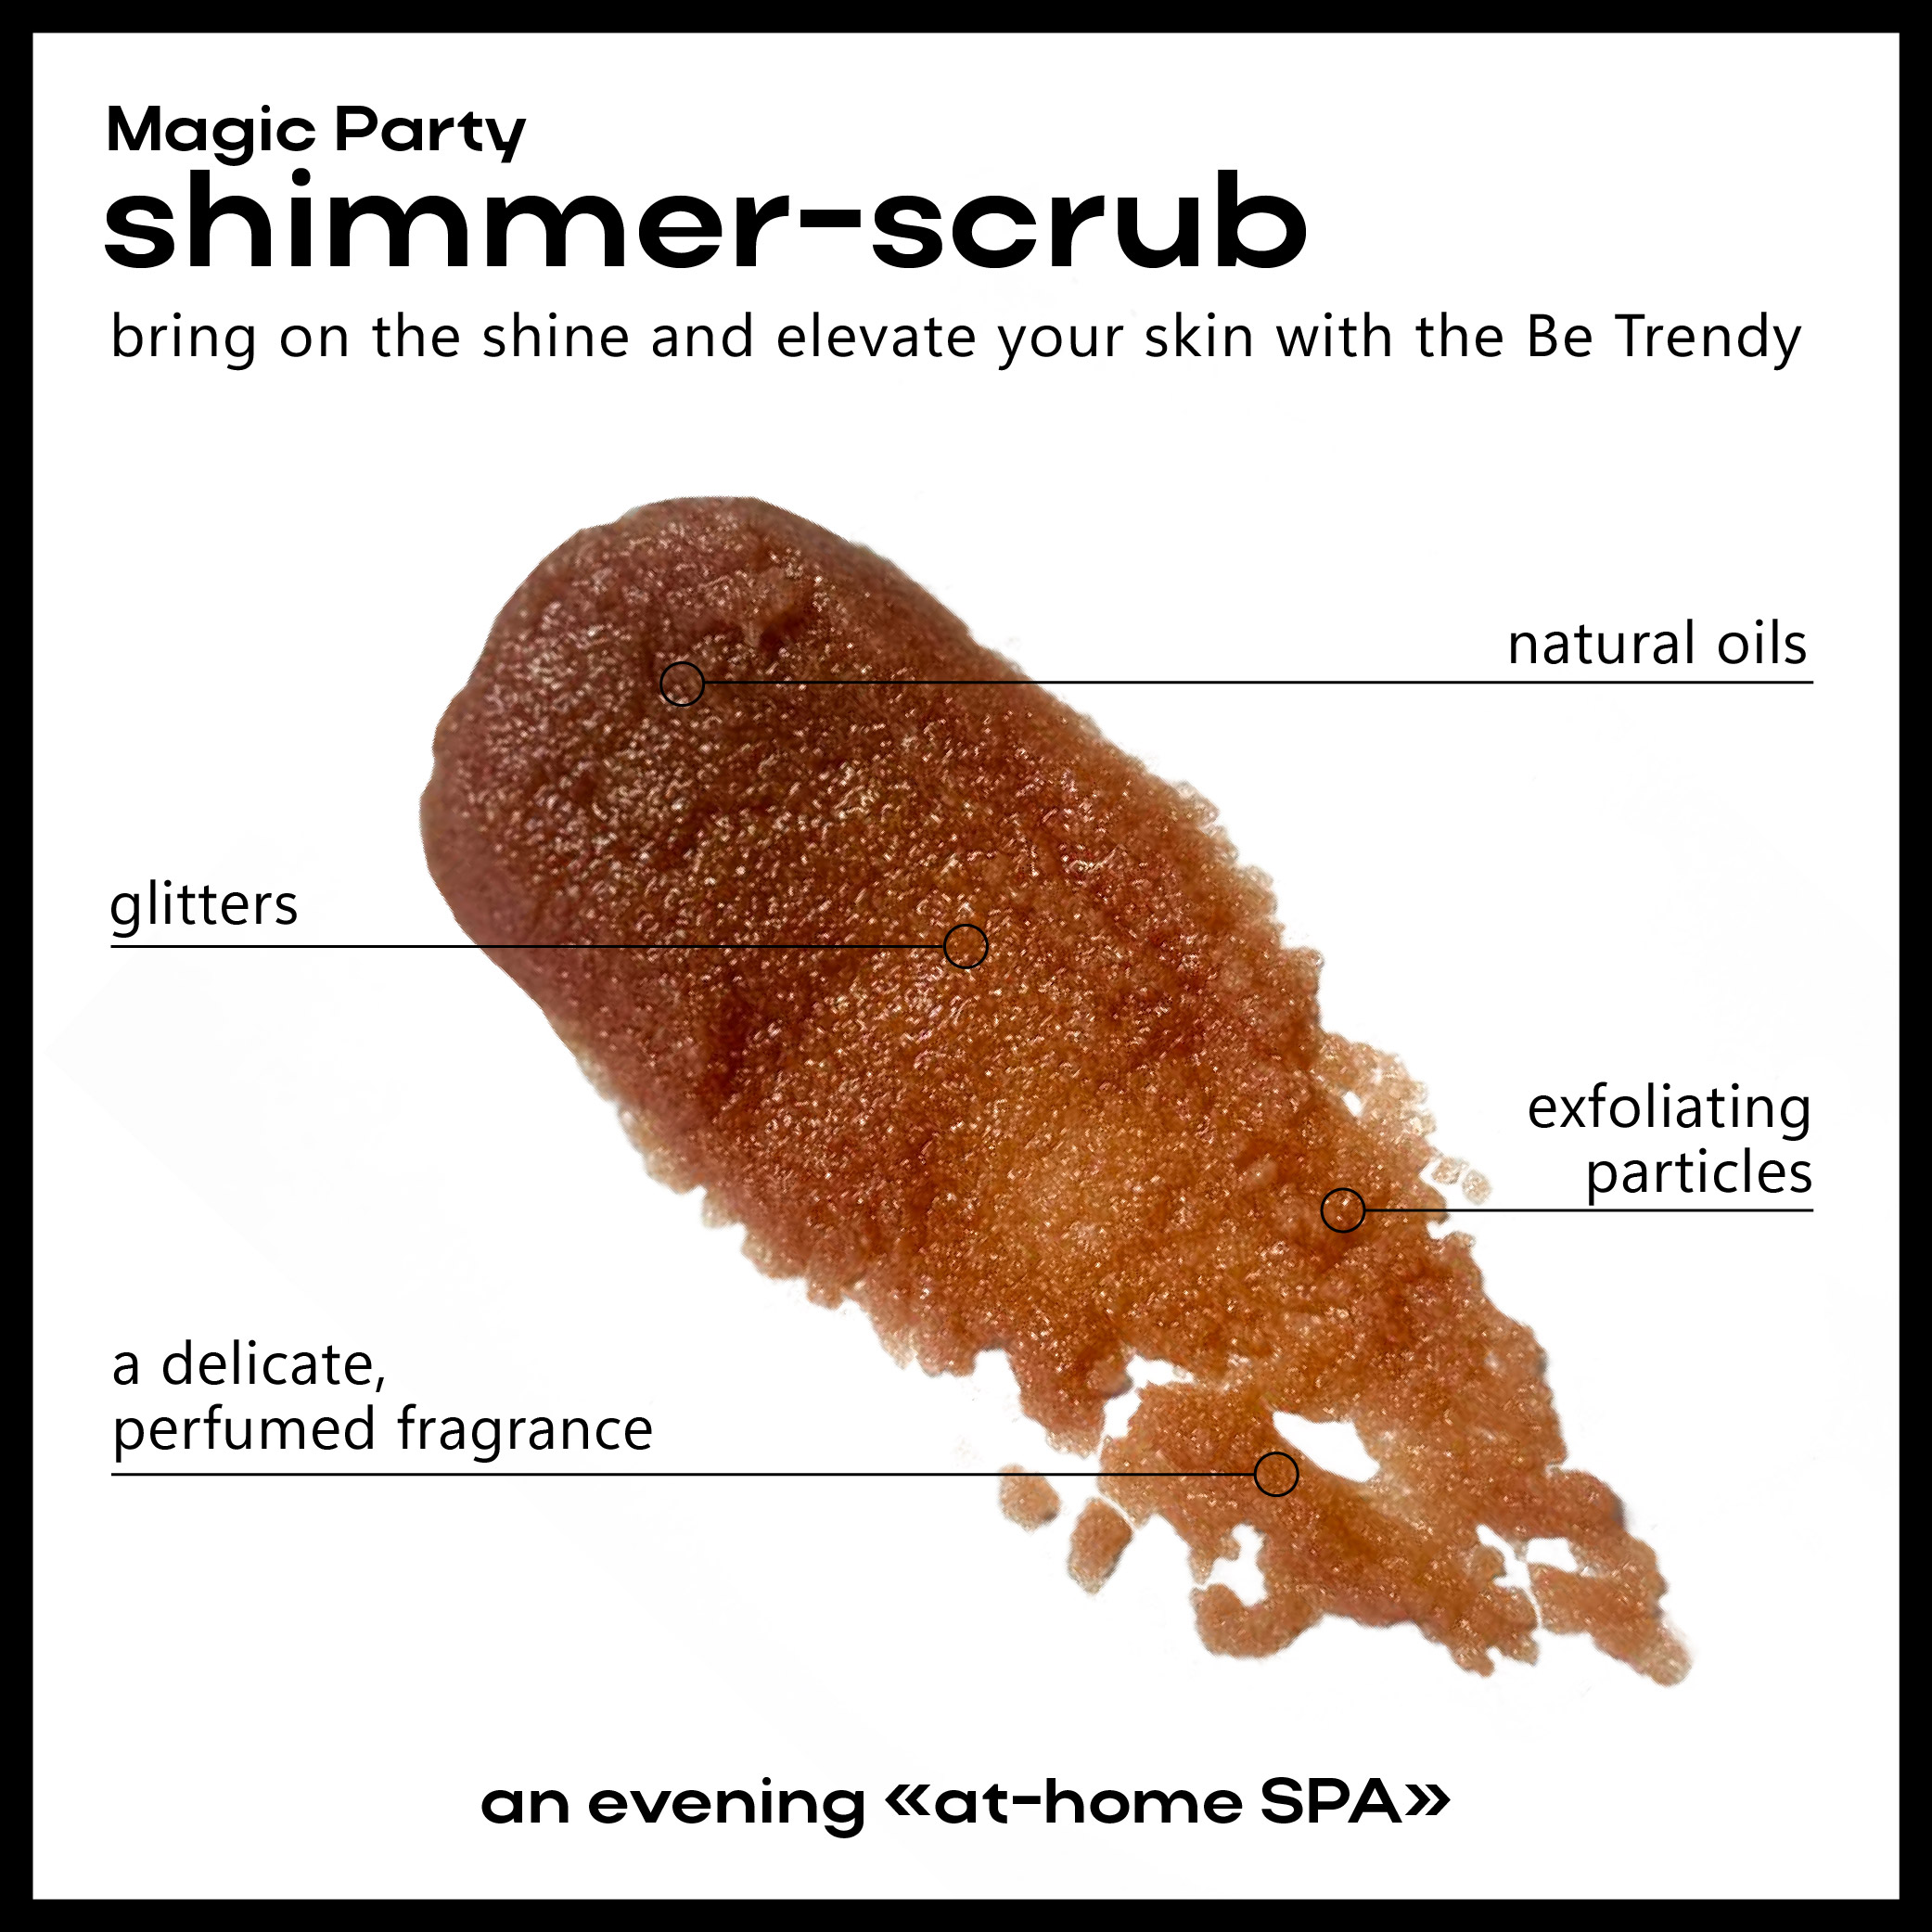 Magic Party
shimmer-scrub
bring on the shine and elevate your skin with the Be Trendy
natural oils
glitters
exfoliating
particles
a delicate,
perfumed fragrance
an evening «at-home SPA»